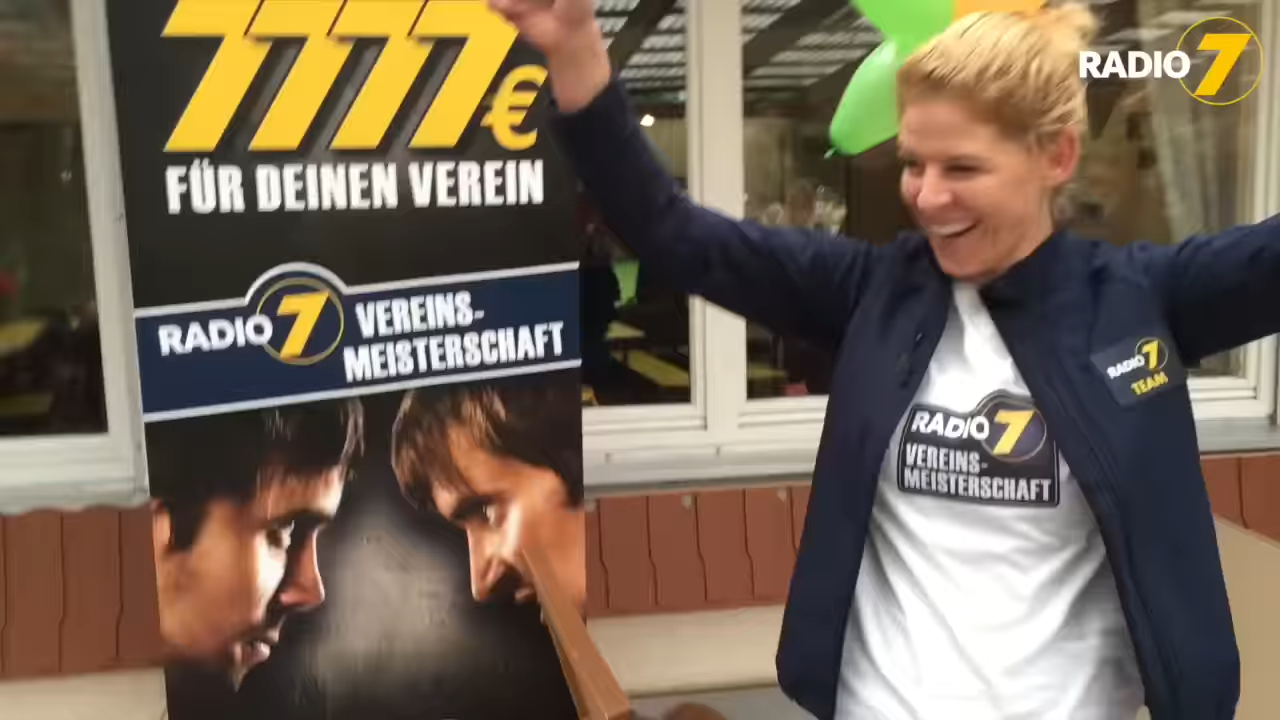 7777€
FÜR DEINEN VEREIN
RADIO 7
VEREINS-
MEISTERSCHAFT
RADIO 7
RADIO 7
TEAM
RADIO 7
VEREINS-
MEISTERSCHAFT